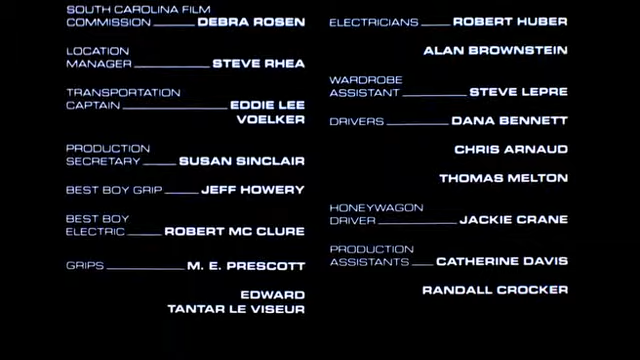 SOUTH CAROLINA FILM
COMMISSION DEBRA ROSEN
LOCATION
MANAGER STEVE RHEA
TRANSPORTATION
CAPTAIN EDDIE LEE
VOELKER
PRODUCTION
SECRETARY SUSAN SINCLAIR
BEST BOY GRIP JEFF HOWERY
BEST BOY
ELECTRIC ROBERT MC CLURE
GRIPS M. E. PRESCOTT
EDWARD
TANTAR LE VISEUR
ELECTRICIANS ROBERT HUBER
ALAN BROWNSTEIN
WARDROBE
ASSISTANT STEVE LEPRE
DRIVERS DANA BENNETT
CHRIS ARNAUD
THOMAS MELTON
HONEYWAGON
DRIVER JACKIE CRANE
PRODUCTION
ASSISTANTS CATHERINE DAVIS
RANDALL CROCKER